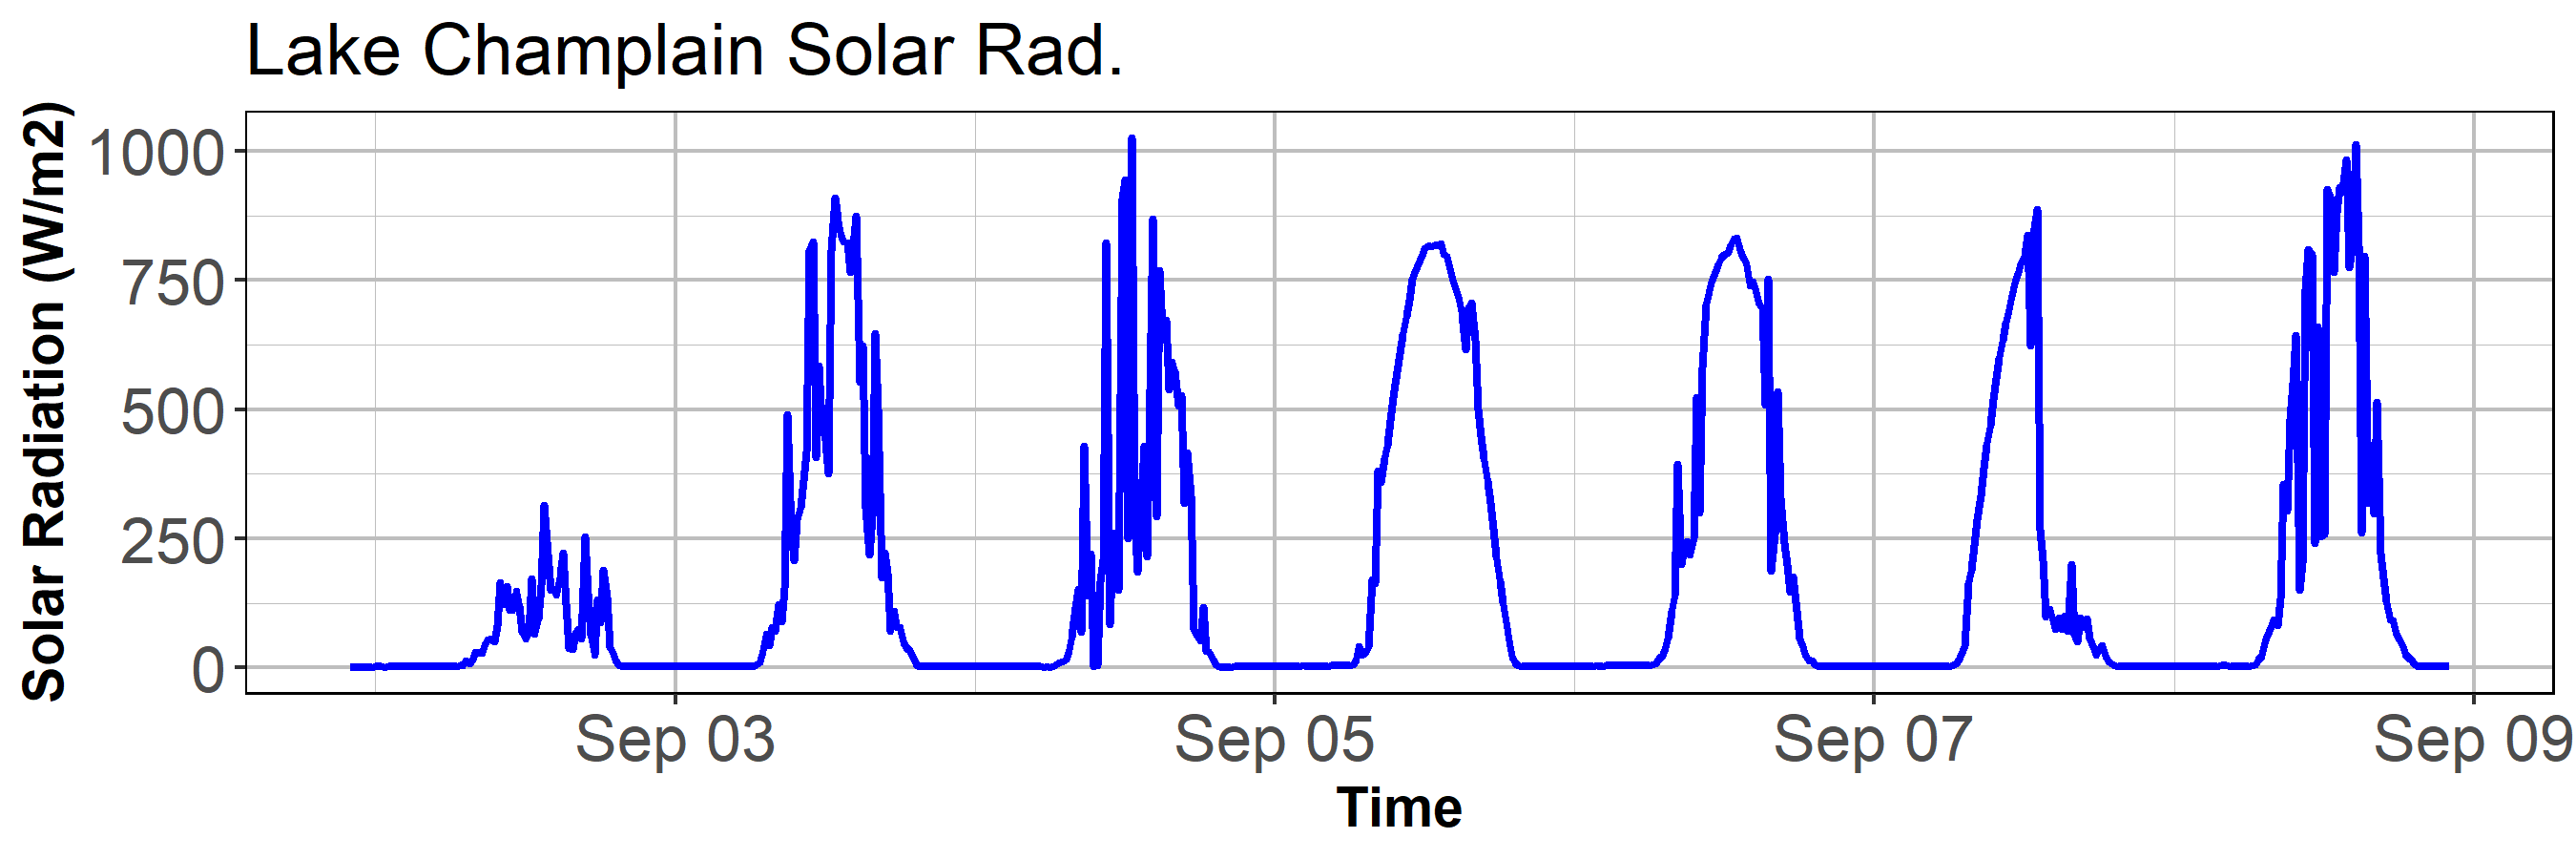 Lake Champlain Solar Rad.
Solar Radiation (W/m2)
1000
750
500
250
0
Sep 03
Sep 05
Sep 07
Sep 09
Time